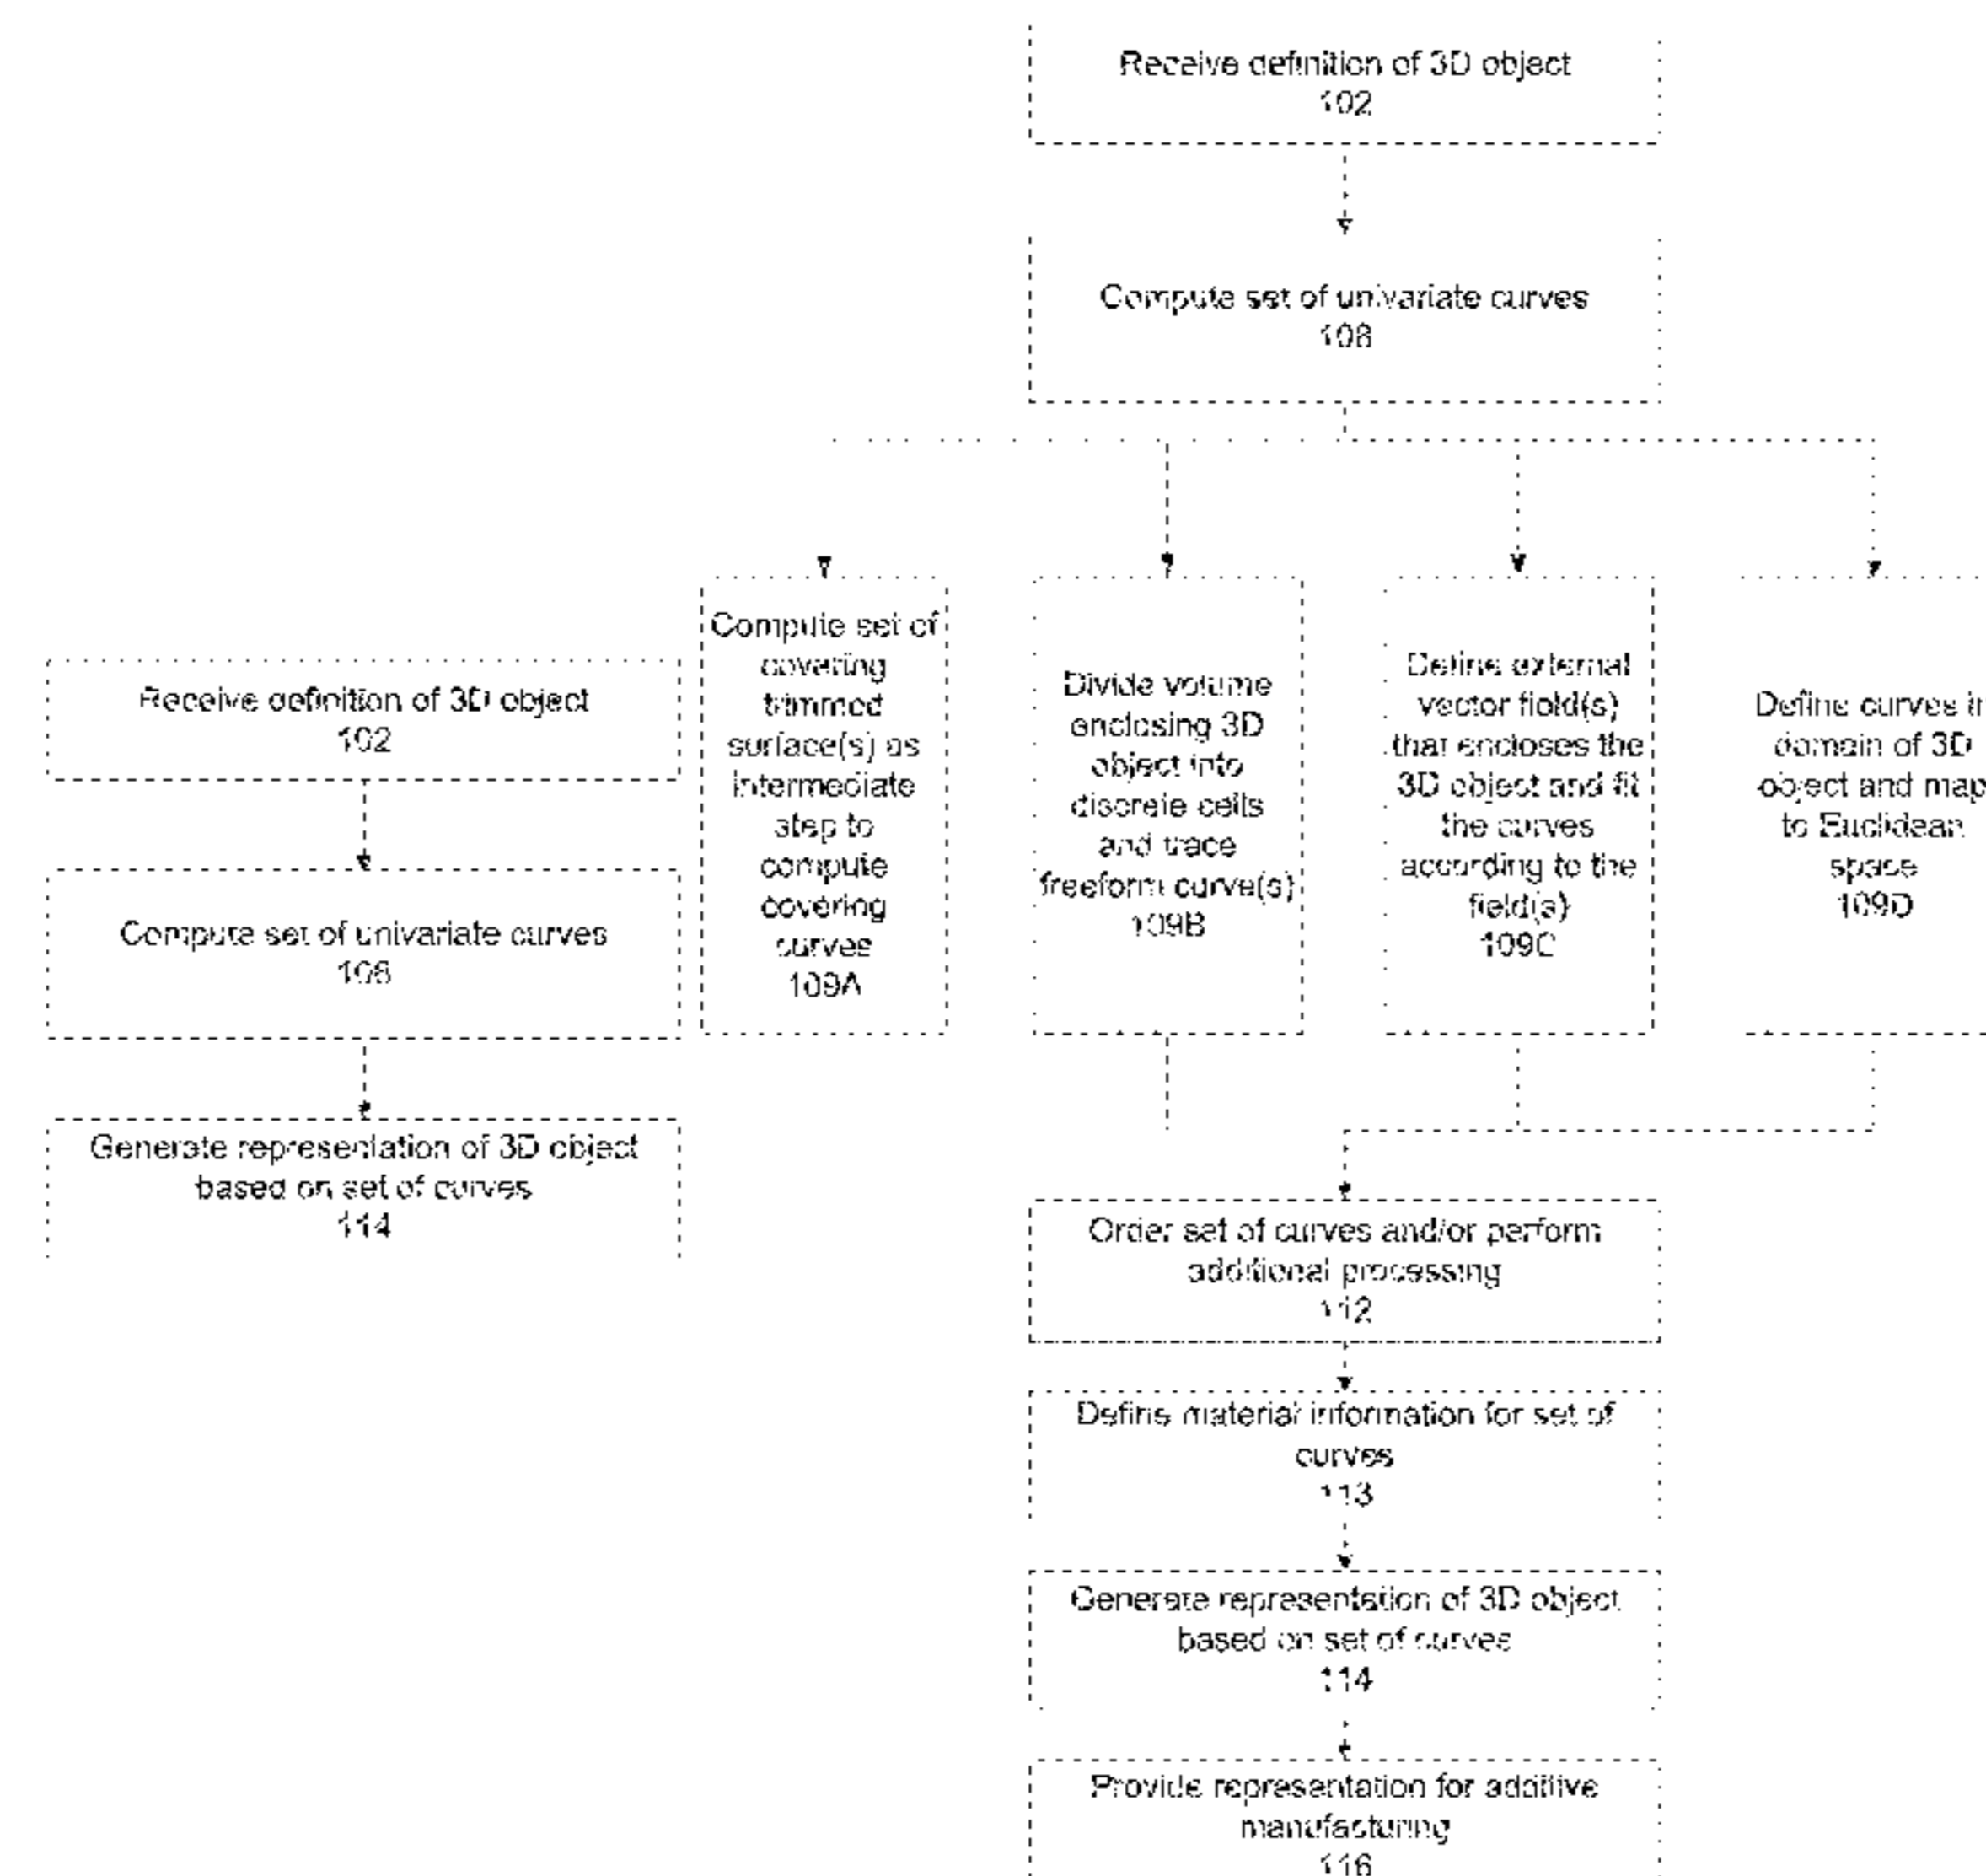 Receive definition of 3D object
102
Compute set of univariate curves
108
Compute set of
covering
trimmed
surface(s) as
intermediate
step to
compute
covering
curves
109A
Divide volume
enclosing 3D
object into
discrete cells
and trace
freeform curve(s)
109B
Define external
vector field(s)
that encloses the
3D object and fit
the curves
according to the
field(s)
109C
Define curves in
domain of 3D
object and map
to Euclidean
space
109D
Receive definition of 3D object
102
Compute set of univariate curves
108
Generate representation of 3D object
based on set of curves
114
Order set of curves and/or perform
additional processing
112
Define material information for set of
curves
113
Generate representation of 3D object
based on set of curves
114
Provide representation for additive
manufacturing
116